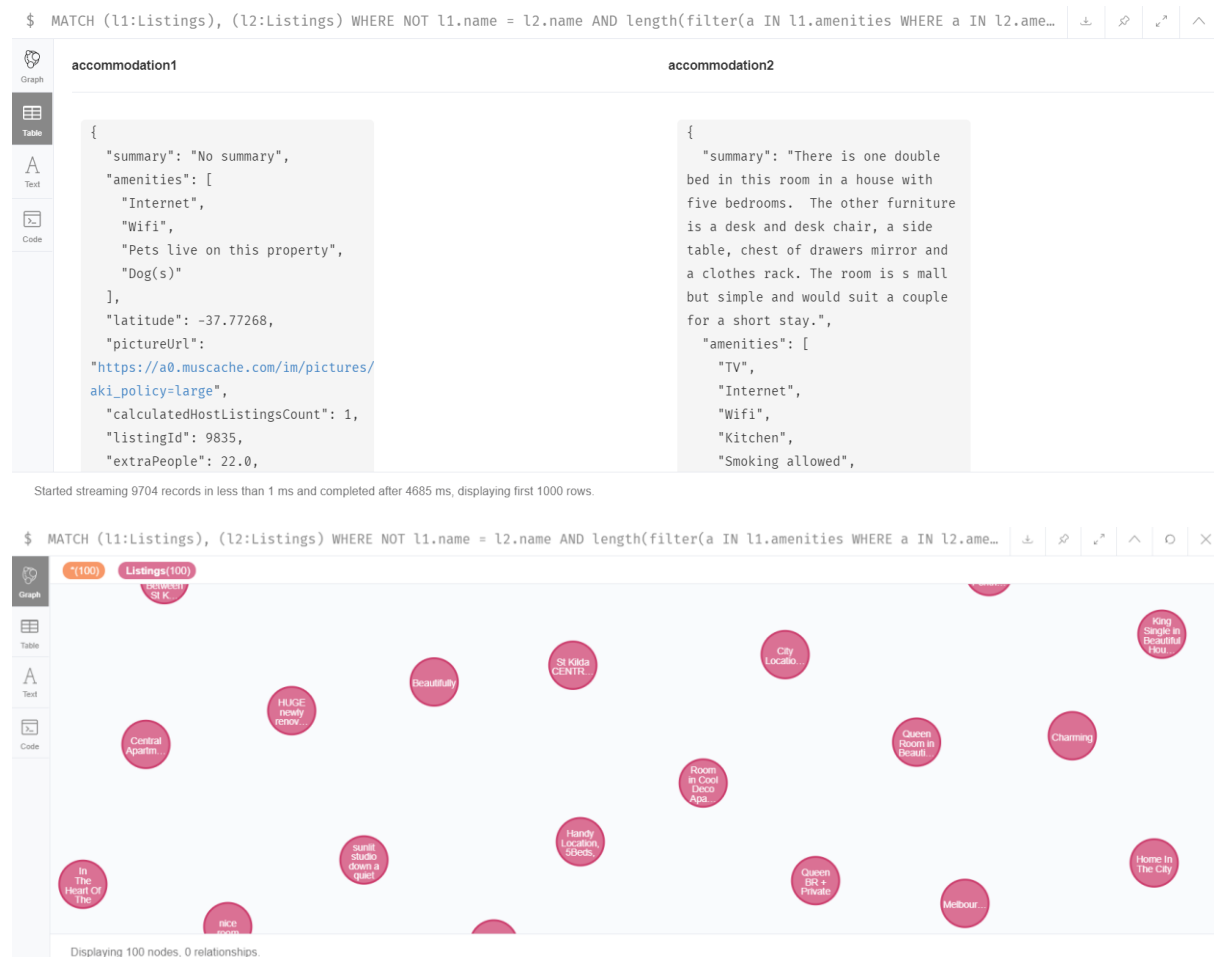 $ MATCH (l1:Listings), (l2:Listings) WHERE NOT l1.name = l2.name AND length(filter(a IN l1.amenities WHERE a IN l2.ame…
Graph
Table
Text
Code
accommodation1
accommodation2
{
"summary": "No summary",
"amenities": [
"Internet",
"Wifi",
"Pets live on this property",
"Dog(s)"
],
"latitude": -37.77268,
"pictureUrl":
"https://a0.muscache.com/im/pictures/
aki_policy=large",
"calculatedHostListingsCount": 1,
"listingId": 9835,
"extraPeople": 22.0,
{
"summary": "There is one double
bed in this room in a house with
five bedrooms.  The other furniture
is a desk and desk chair, a side
table, chest of drawers mirror and
a clothes rack. The room is s mall
but simple and would suit a couple
for a short stay.",
"amenities": [
"TV",
"Internet",
"Wifi",
"Kitchen",
"Smoking allowed",
Started streaming 9704 records in less than 1 ms and completed after 4685 ms, displaying first 1000 rows.
$ MATCH (l1:Listings), (l2:Listings) WHERE NOT l1.name = l2.name AND length(filter(a IN l1.amenities WHERE a IN l2.ame…
Graph
Table
Text
Code
*(100)
Listings(100)
Between
St K...
King
Single in
Beautiful
Hou...
City
Locatio...
St Kilda
CENTR...
Beautifully
HUGE
newly
renov...
Central
Apartm...
Queen
Room in
Beauti...
Charming
Room
in Cool
Deco
Apa...
Handy
Location,
5Beds,
sunlit
studio
down a
quiet
In
The
Heart Of
The
Queen
BR +
Private
Home In
The City
Melbour...
nice
room
Displaying 100 nodes, 0 relationships.